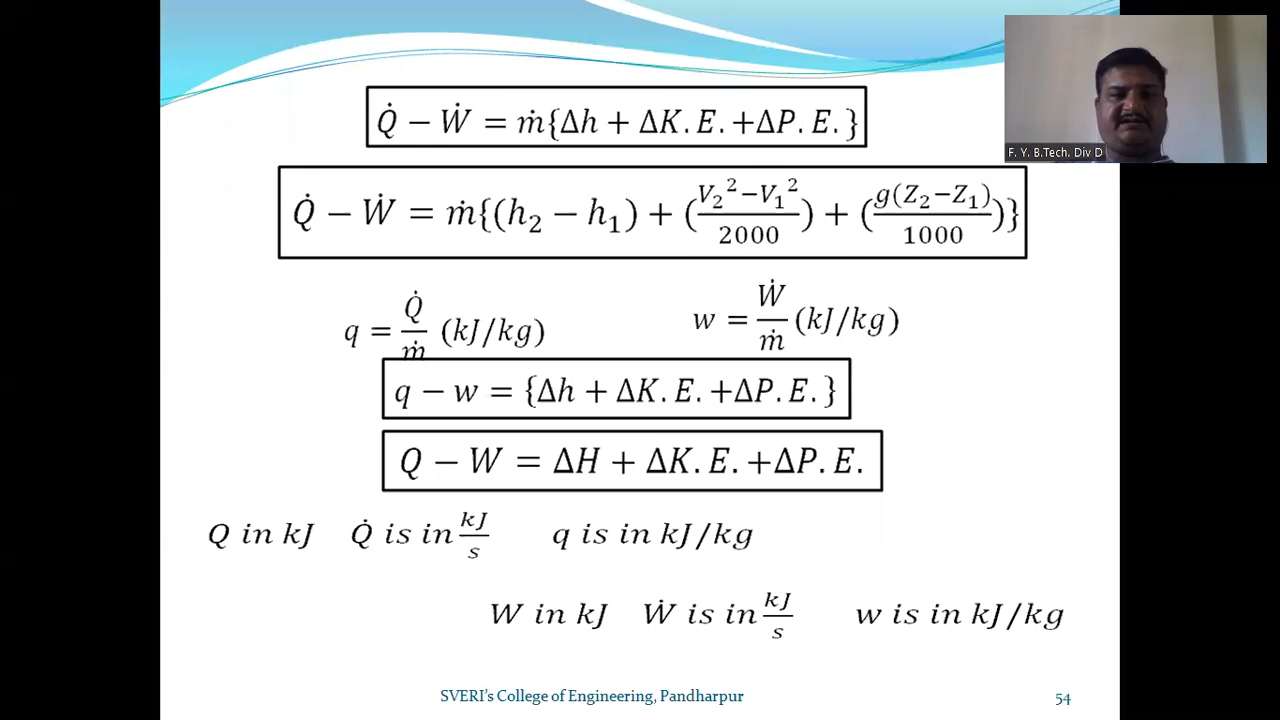 Q̇ − Ẇ = ṁ{Δh + ΔK.E.+ΔP.E.}
F. Y. B.Tech. Div D
Q̇ − Ẇ = ṁ{(h₂ − h₁) + (V₂²−V₁²/2000) + (g(Z₂−Z₁)/1000)}
q = Q̇/ṁ (kJ/kg) w = Ẇ/ṁ (kJ/kg)
q − w = {Δh + ΔK.E.+ΔP.E.}
Q − W = ΔH + ΔK.E.+ΔP.E.
Q in kJ Q̇ is in kJ/s q is in kJ/kg
W in kJ Ẇ is in kJ/s w is in kJ/kg
SVERI's College of Engineering, Pandharpur 54